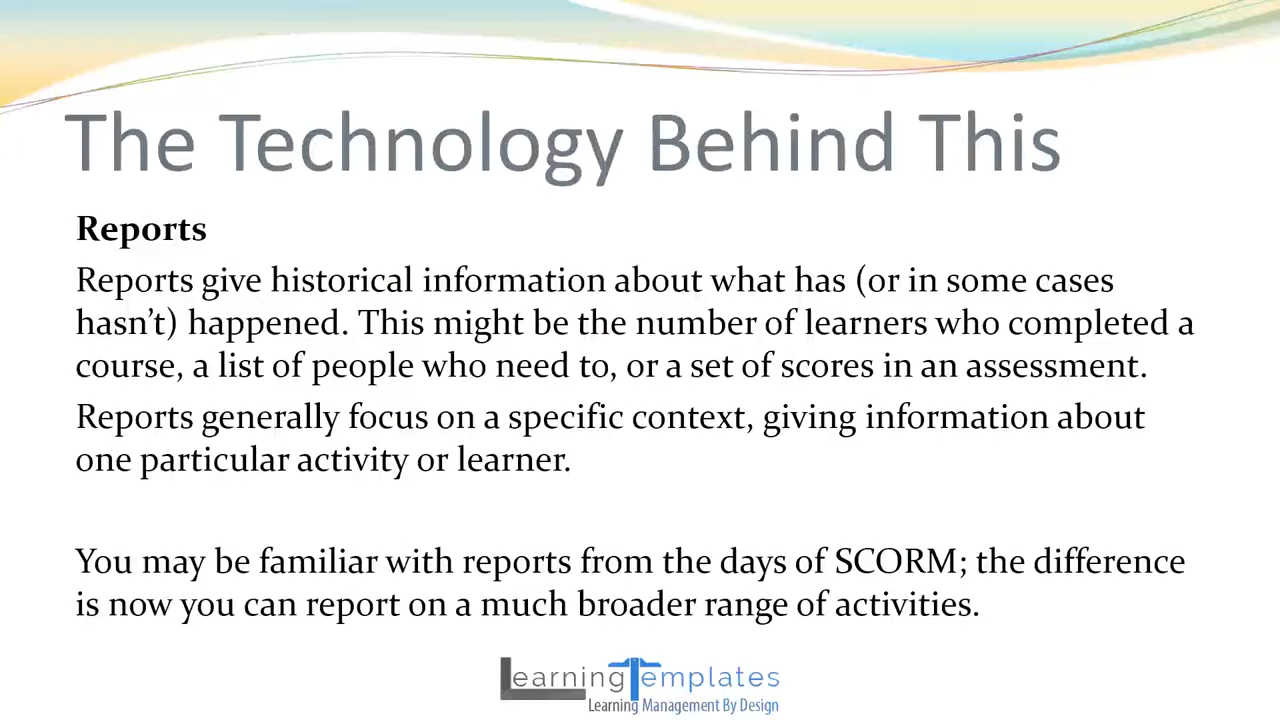 The Technology Behind This
Reports
Reports give historical information about what has (or in some cases
hasn’t) happened. This might be the number of learners who completed a
course, a list of people who need to, or a set of scores in an assessment.
Reports generally focus on a specific context, giving information about
one particular activity or learner.
You may be familiar with reports from the days of SCORM; the difference
is now you can report on a much broader range of activities.
LearningTemplates
Learning Management By Design